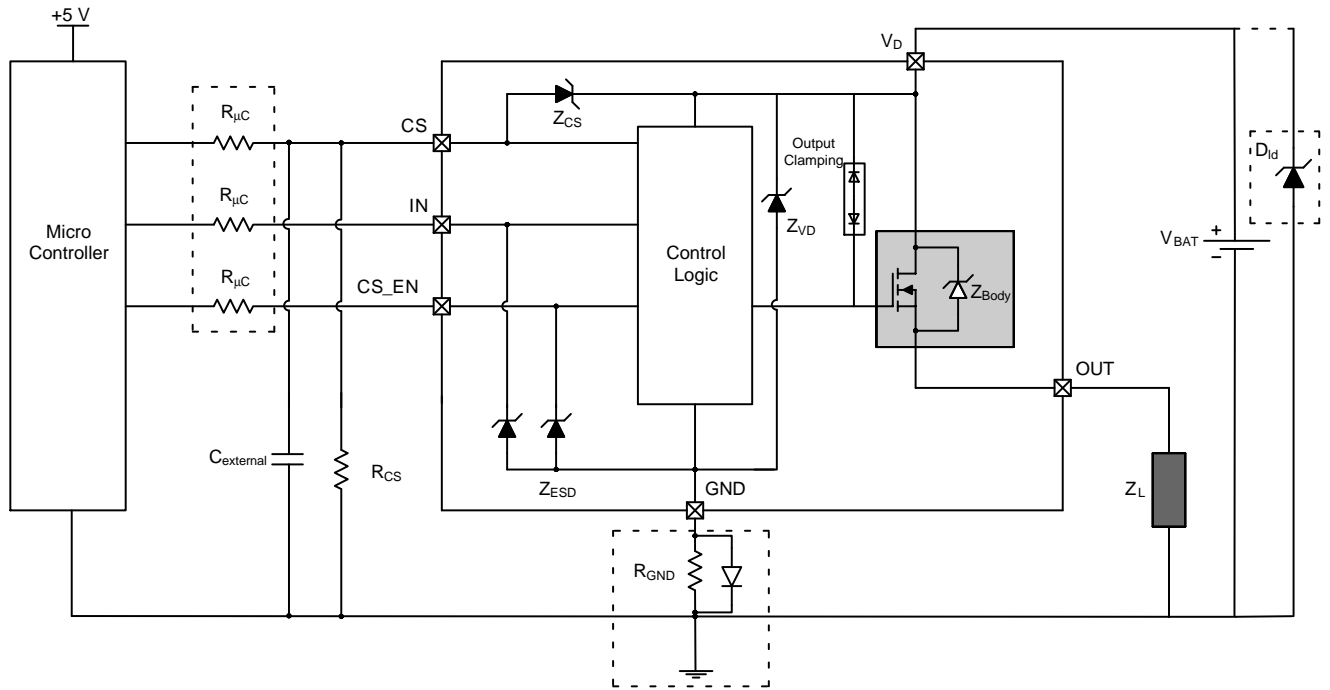 +5 V
V_D
R_µC
CS
Z_CS
Output
Clamping
D_ld
R_µC
IN
Micro
Controller
Control
Logic
Z_VD
V_BAT
+
−
R_µC
CS_EN
Z_Body
OUT
C_external
R_CS
Z_ESD
GND
Z_L
R_GND